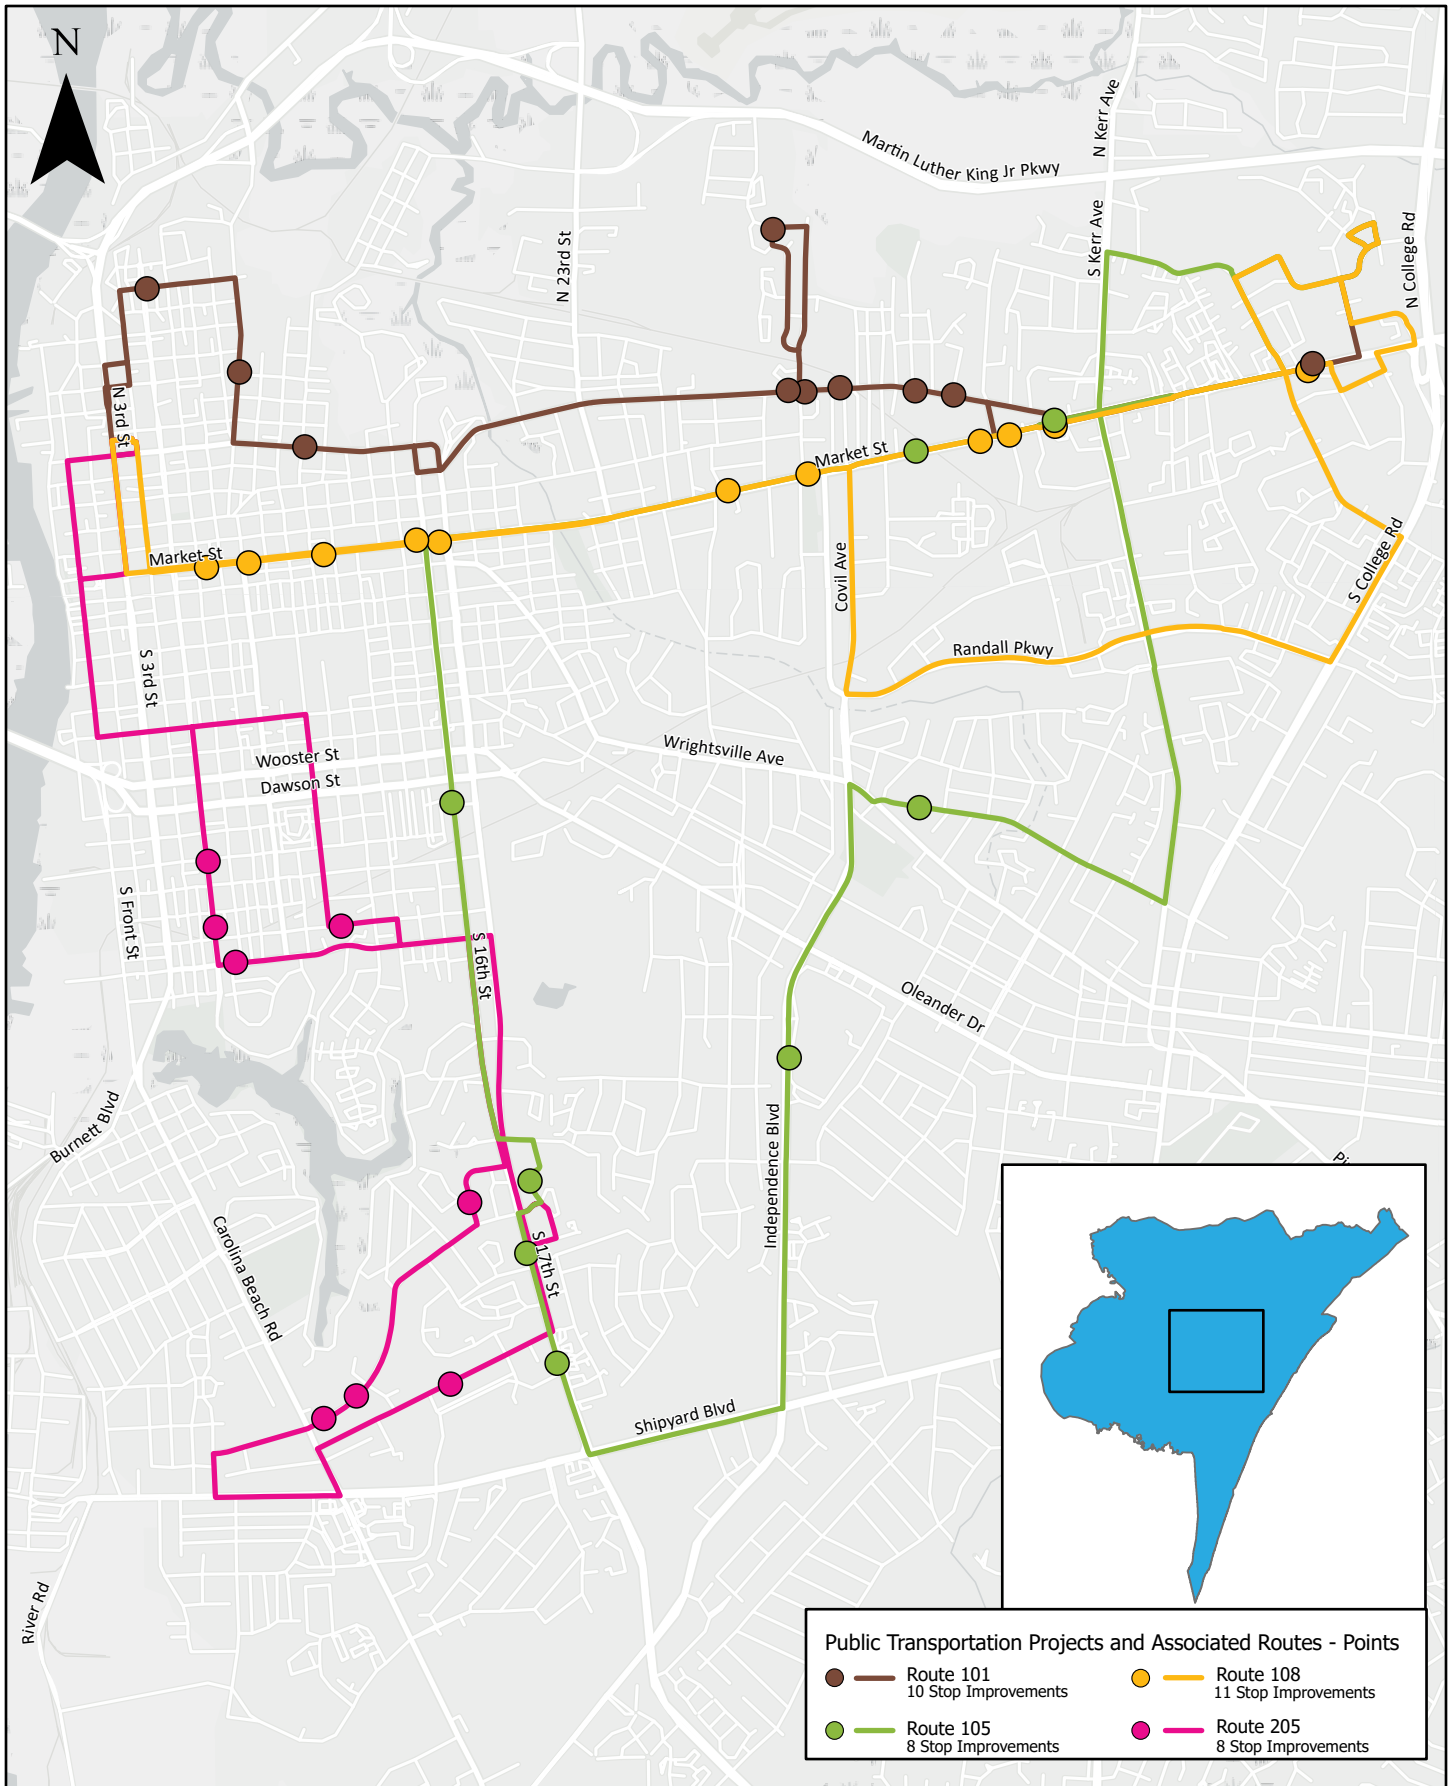 N
Martin Luther King Jr Pkwy
N Kerr Ave
S Kerr Ave
N College Rd
N 23rd St
N 3rd St
Market St
Market St
Covil Ave
S College Rd
Randall Pkwy
S 3rd St
Wooster St
Dawson St
Wrightsville Ave
S Front St
S 16th St
Oleander Dr
Burnett Blvd
Independence Blvd
Carolina Beach Rd
S 17th St
Shipyard Blvd
River Rd
Public Transportation Projects and Associated Routes - Points
Route 101
10 Stop Improvements
Route 108
11 Stop Improvements
Route 105
8 Stop Improvements
Route 205
8 Stop Improvements